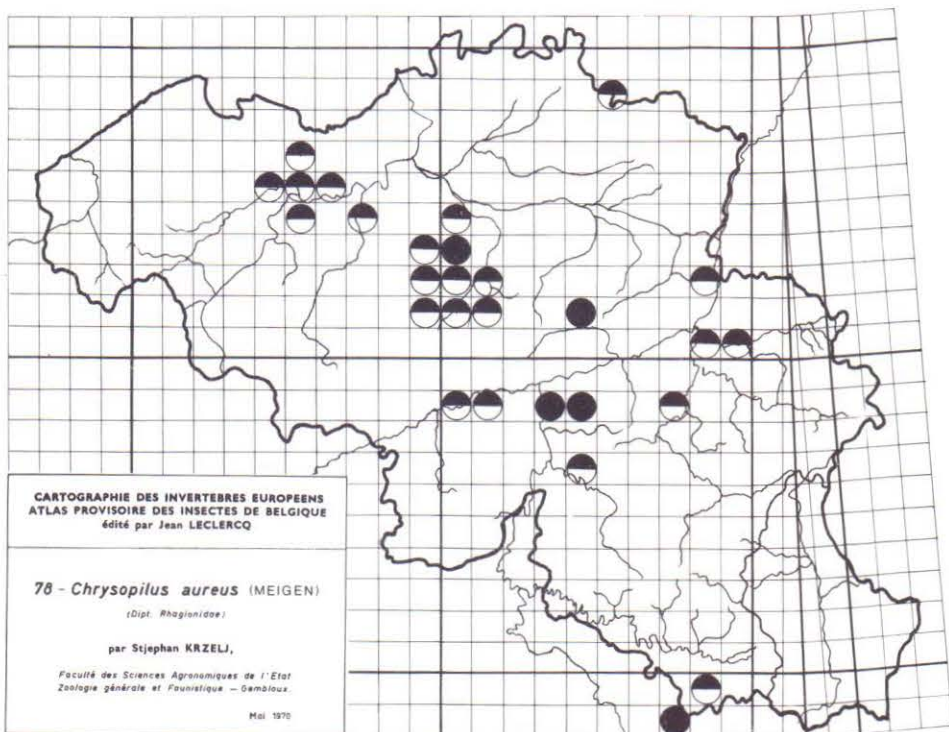 CARTOGRAPHIE DES INVERTEBRES EUROPEENS
ATLAS PROVISOIRE DES INSECTES DE BELGIQUE
édité par Jean LECLERCQ
78 - Chrysopilus aureus (MEIGEN)
(Dipt. Rhagionidae)
par Stjephan KRZELJ,
Faculté des Sciences Agronomiques de l'Etat
Zoologie générale et Faunistique — Gembloux.
Mai 1970